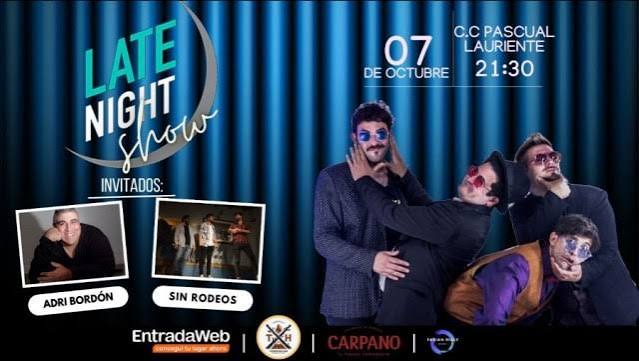 LATE
NIGHT
show
INVITADOS:
ADRI BORDÓN
SIN RODEOS
07
DE OCTUBRE
C.C PASCUAL
LAURIENTE
21:30
EntradaWeb
conseguí tu lugar ahora
T H
CARPANO